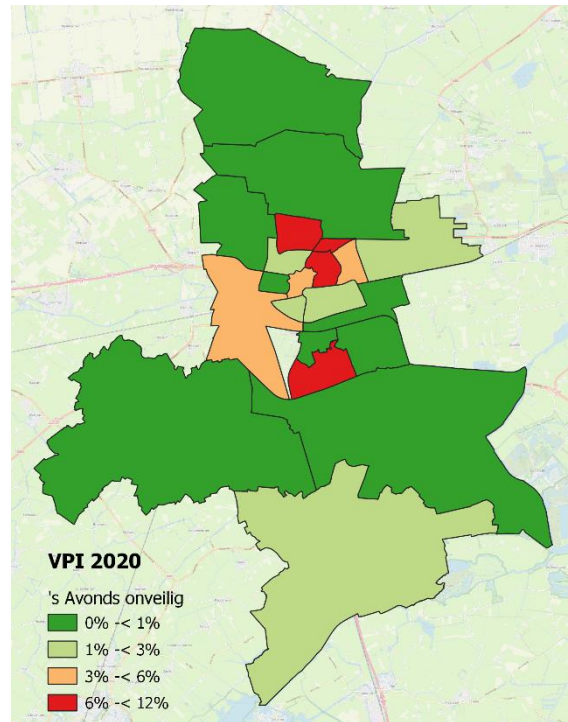 VPI 2020
's Avonds onveilig
0% -< 1%
1% -< 3%
3% -< 6%
6% -< 12%